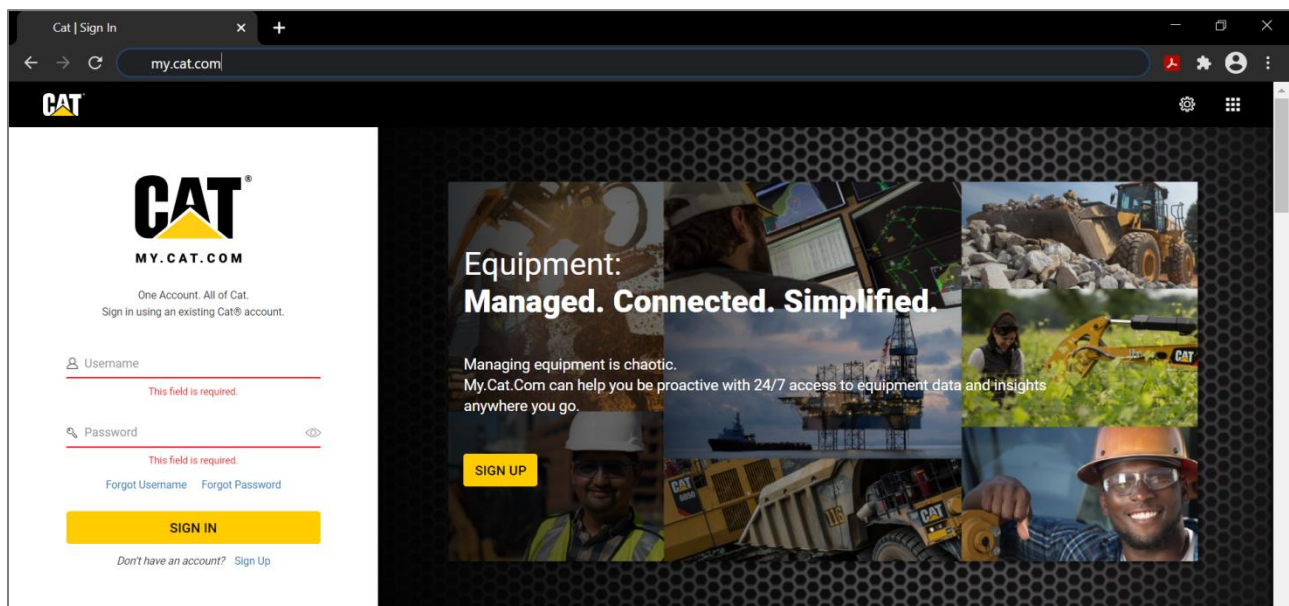 Cat | Sign In
my.cat.com
CAT
CAT®
MY.CAT.COM
One Account. All of Cat.
Sign in using an existing Cat® account.
Username
This field is required.
Password
This field is required.
Forgot Username Forgot Password
SIGN IN
Don't have an account? Sign Up
Equipment:
Managed. Connected. Simplified.
Managing equipment is chaotic.
My.Cat.Com can help you be proactive with 24/7 access to equipment data and insights
anywhere you go.
SIGN UP
CAT
CAT
6050
116
CAT